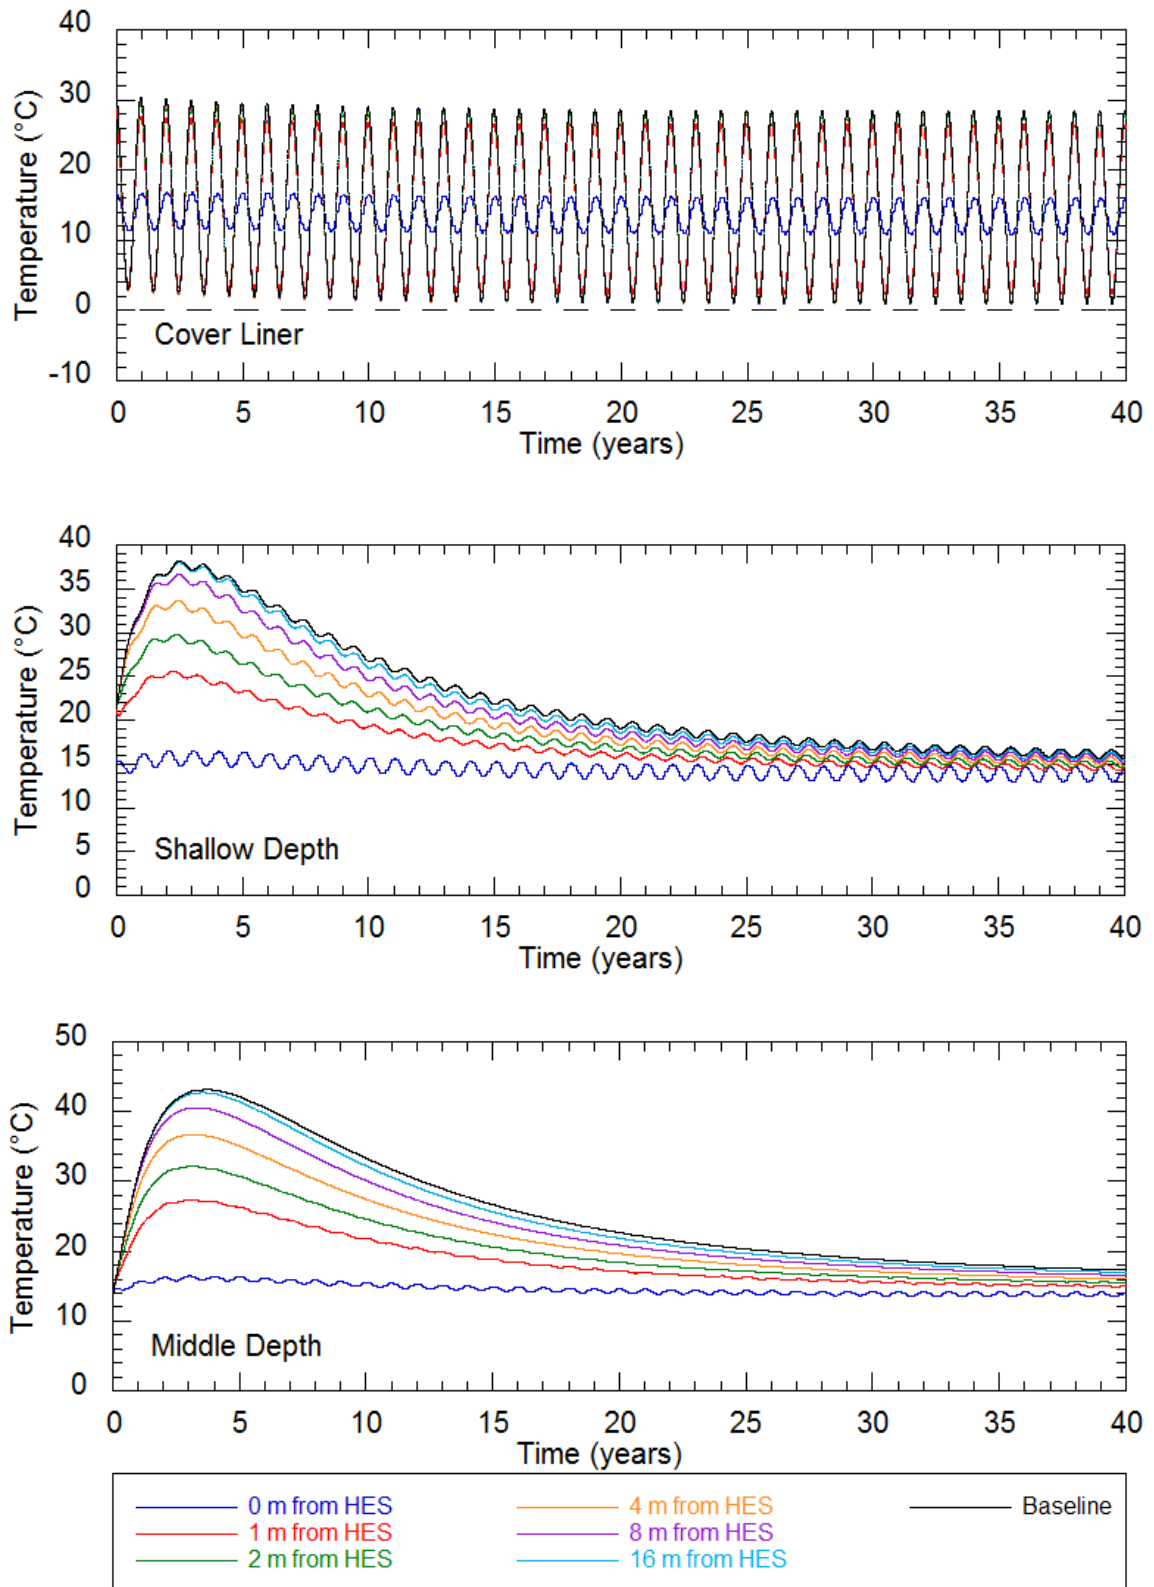 40
30
20
10
0
-10
Temperature (°C)
Cover Liner
0 5 10 15 20 25 30 35 40
Time (years)
40
35
30
25
20
15
10
5
0
Temperature (°C)
Shallow Depth
0 5 10 15 20 25 30 35 40
Time (years)
50
40
30
20
10
0
Temperature (°C)
Middle Depth
0 5 10 15 20 25 30 35 40
Time (years)
0 m from HES 4 m from HES Baseline
1 m from HES 8 m from HES
2 m from HES 16 m from HES